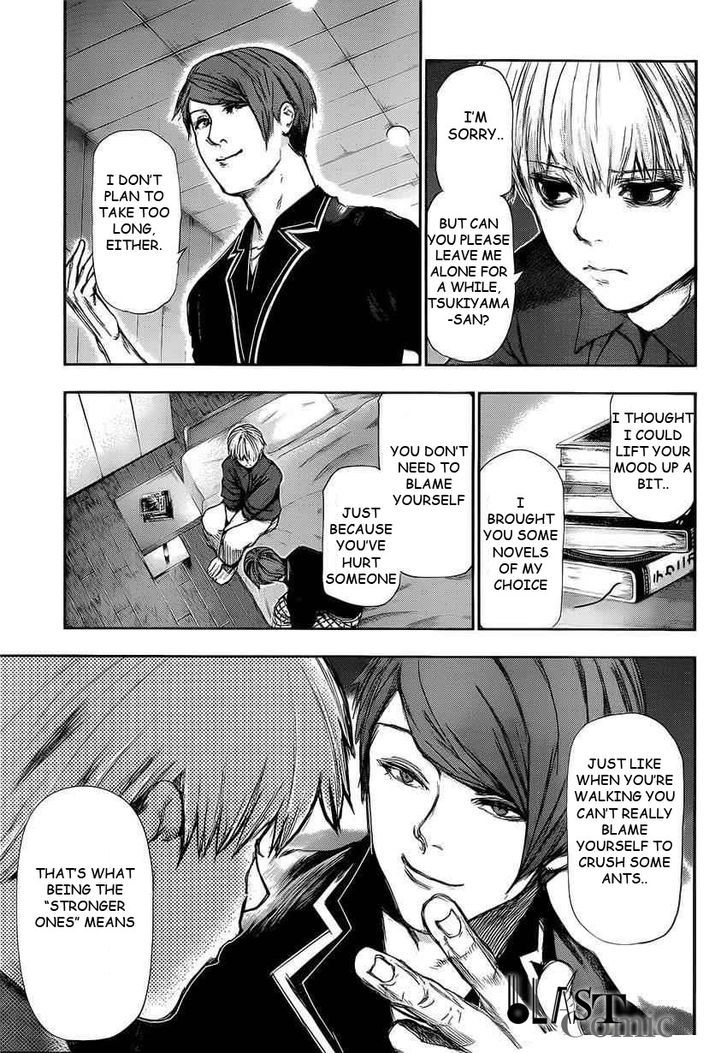 I'M
SORRY..
BUT CAN
YOU PLEASE
LEAVE ME
ALONE FOR
A WHILE,
TSUKIYAMA
-SAN?
I DON'T
PLAN TO
TAKE TOO
LONG,
EITHER.
I THOUGHT
I COULD
LIFT YOUR
MOOD UP A
BIT..
I
BROUGHT
YOU SOME
NOVELS
OF MY
CHOICE
YOU DON'T
NEED TO
BLAME
YOURSELF
JUST
BECAUSE
YOU'VE
HURT
SOMEONE
JUST LIKE
WHEN YOU'RE
WALKING YOU
CAN'T REALLY
BLAME
YOURSELF TO
CRUSH SOME
ANTS..
THAT'S WHAT
BEING THE
"STRONGER
ONES" MEANS
bLAST
Comic